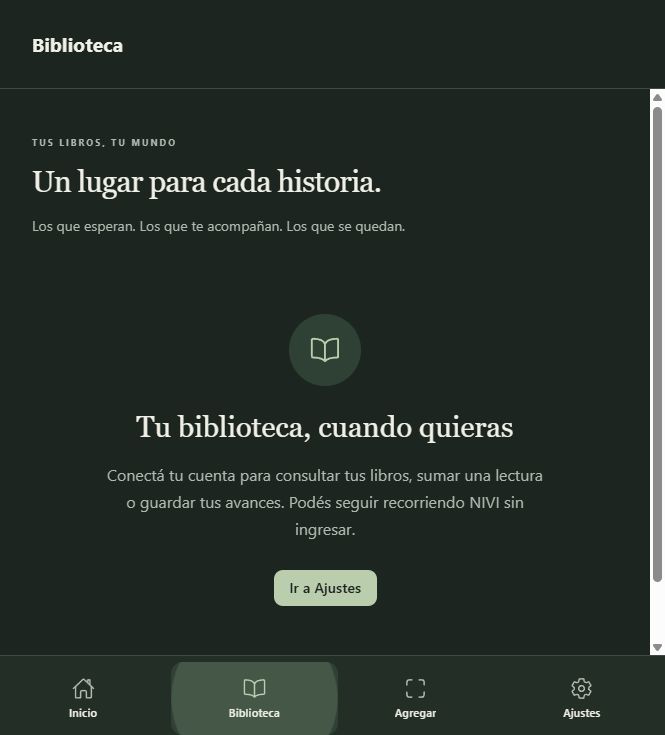 Biblioteca
TUS LIBROS, TU MUNDO
Un lugar para cada historia.
Los que esperan. Los que te acompañan. Los que se quedan.
Tu biblioteca, cuando quieras
Conectá tu cuenta para consultar tus libros, sumar una lectura
o guardar tus avances. Podés seguir recorriendo NIVI sin
ingresar.
Ir a Ajustes
Inicio
Biblioteca
Agregar
Ajustes